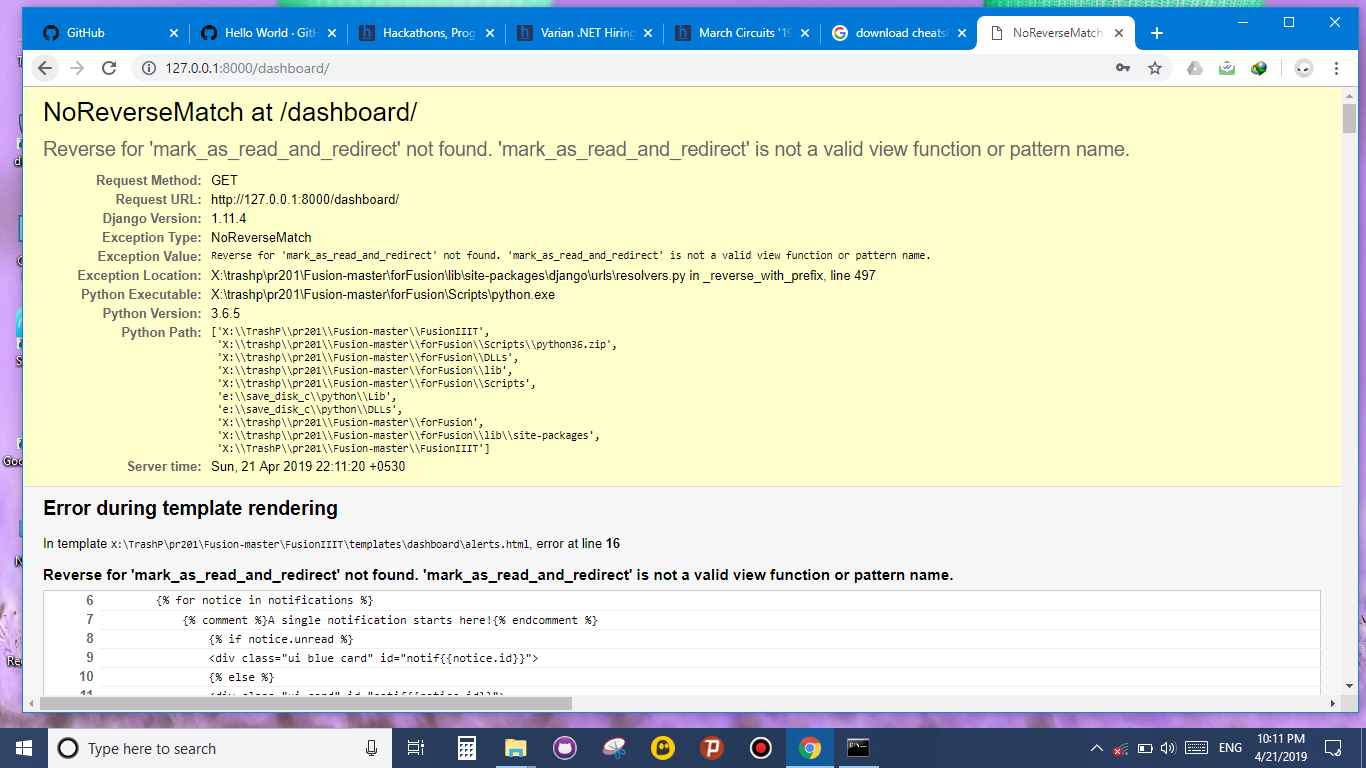 GitHub
Hello World · GitH
Hackathons, Prog
Varian .NET Hiring
March Circuits '19
download cheatsh
NoReverseMatch
127.0.0.1:8000/dashboard/
NoReverseMatch at /dashboard/
Reverse for 'mark_as_read_and_redirect' not found. 'mark_as_read_and_redirect' is not a valid view function or pattern name.
Request Method: GET
Request URL: http://127.0.0.1:8000/dashboard/
Django Version: 1.11.4
Exception Type: NoReverseMatch
Exception Value: Reverse for 'mark_as_read_and_redirect' not found. 'mark_as_read_and_redirect' is not a valid view function or pattern name.
Exception Location: X:\trashp\pr201\Fusion-master\forFusion\lib\site-packages\django\urls\resolvers.py in _reverse_with_prefix, line 497
Python Executable: X:\trashp\pr201\Fusion-master\forFusion\Scripts\python.exe
Python Version: 3.6.5
Python Path: ['X:\\TrashP\\pr201\\Fusion-master\\FusionIIIT',
'X:\\trashp\\pr201\\Fusion-master\\forFusion\\Scripts\\python36.zip',
'X:\\trashp\\pr201\\Fusion-master\\forFusion\\DLLs',
'X:\\trashp\\pr201\\Fusion-master\\forFusion\\lib',
'X:\\trashp\\pr201\\Fusion-master\\forFusion\\Scripts',
'e:\\save_disk_c\\python\\Lib',
'e:\\save_disk_c\\python\\DLLs',
'X:\\trashp\\pr201\\Fusion-master\\forFusion',
'X:\\trashp\\pr201\\Fusion-master\\forFusion\\lib\\site-packages',
'X:\\TrashP\\pr201\\Fusion-master\\FusionIIIT']
Server time: Sun, 21 Apr 2019 22:11:20 +0530
Error during template rendering
In template X:\TrashP\pr201\Fusion-master\FusionIIIT\templates\dashboard\alerts.html, error at line 16
Reverse for 'mark_as_read_and_redirect' not found. 'mark_as_read_and_redirect' is not a valid view function or pattern name.
6 {% for notice in notifications %}
7 {% comment %}A single notification starts here!{% endcomment %}
8 {% if notice.unread %}
9 <div class="ui blue card" id="notif{{notice.id}}">
10 {% else %}
11 <div class="ui card" id="notif{{notice.id}}">
Type here to search
ENG
10:11 PM
4/21/2019